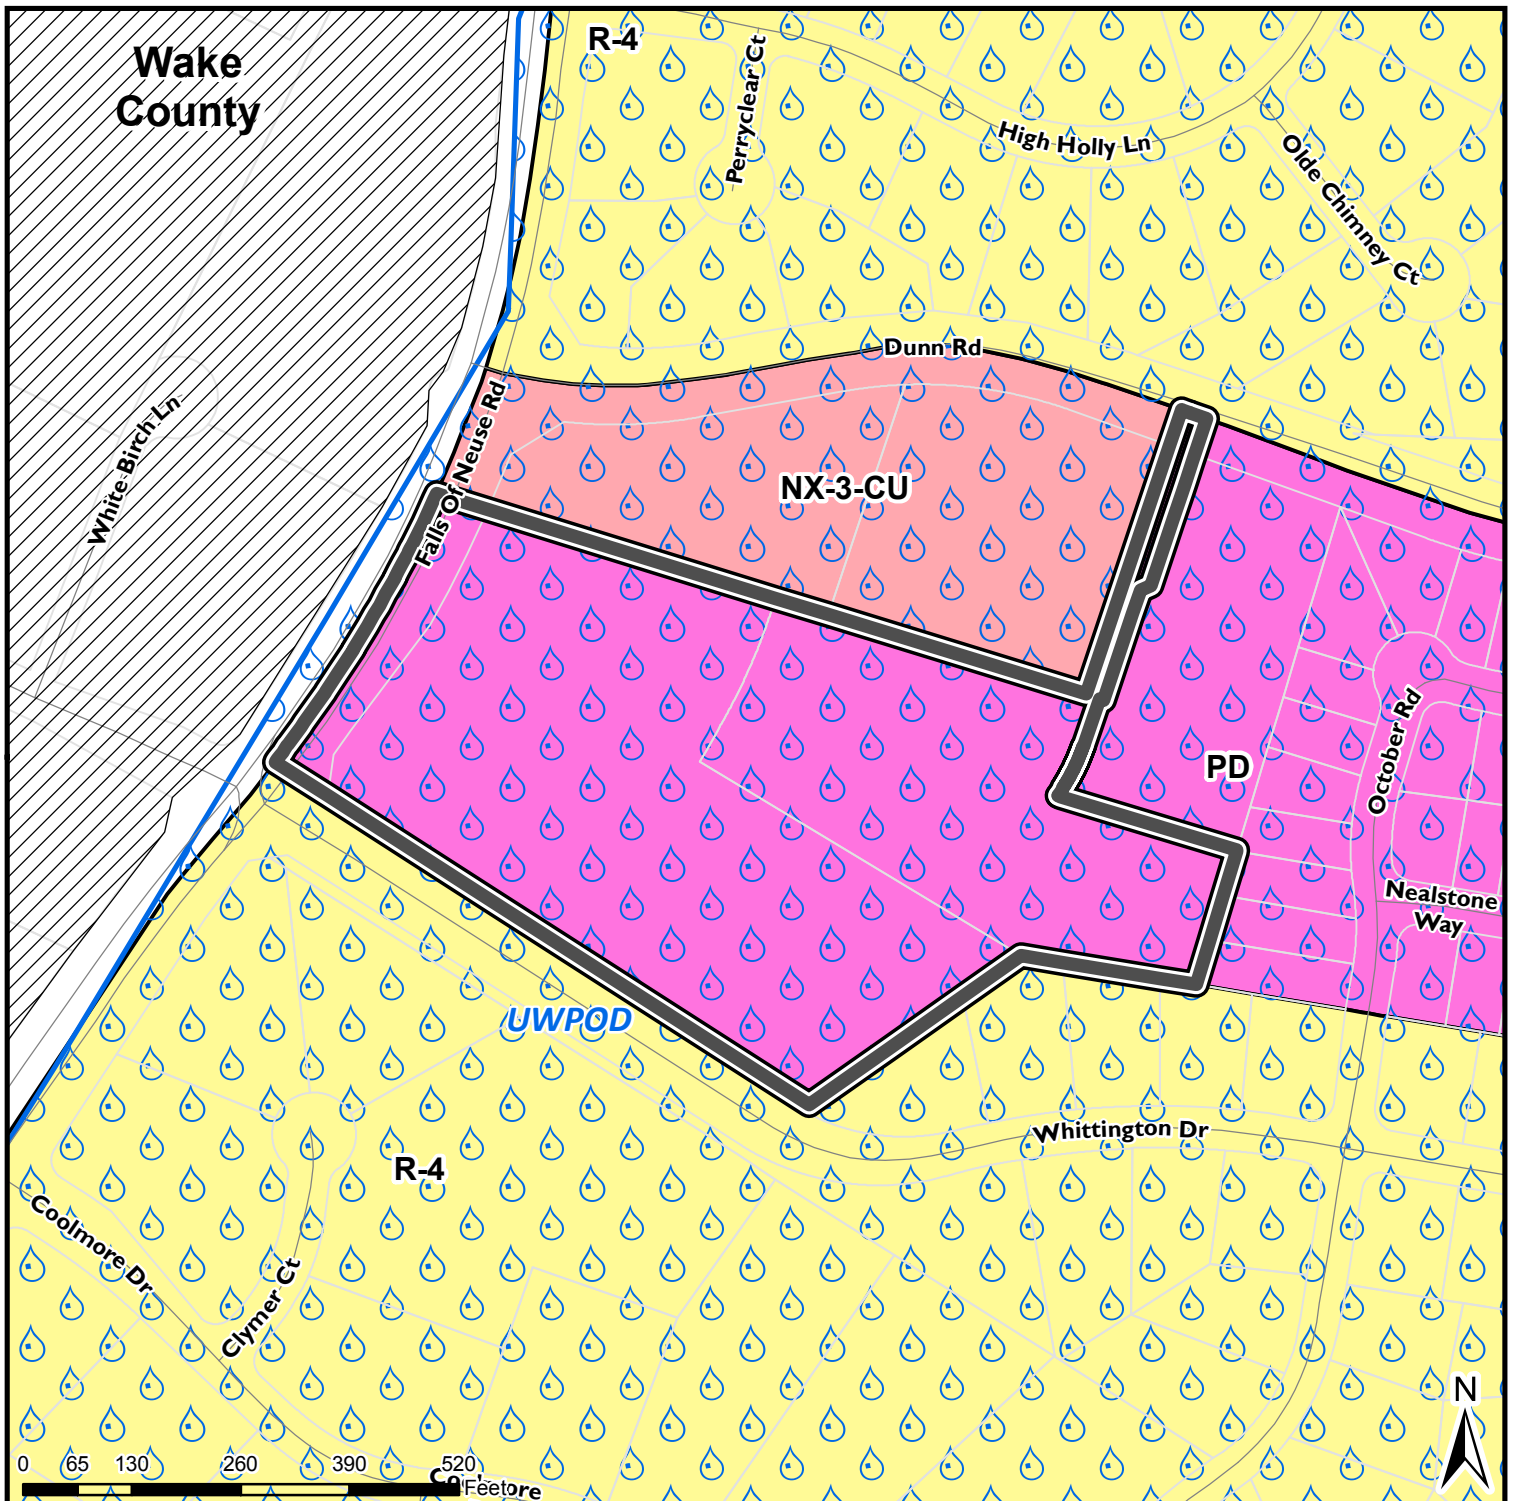 Wake
County
R-4
Perryclear Ct
High Holly Ln
Olde Chimney Ct
Dunn Rd
White Birch Ln
Falls Of Neuse Rd
NX-3-CU
PD
October Rd
Nealstone
Way
UWPOD
Whittington Dr
R-4
Coolmore Dr
Clymer Ct
N
0 65 130 260 390 520
Feet